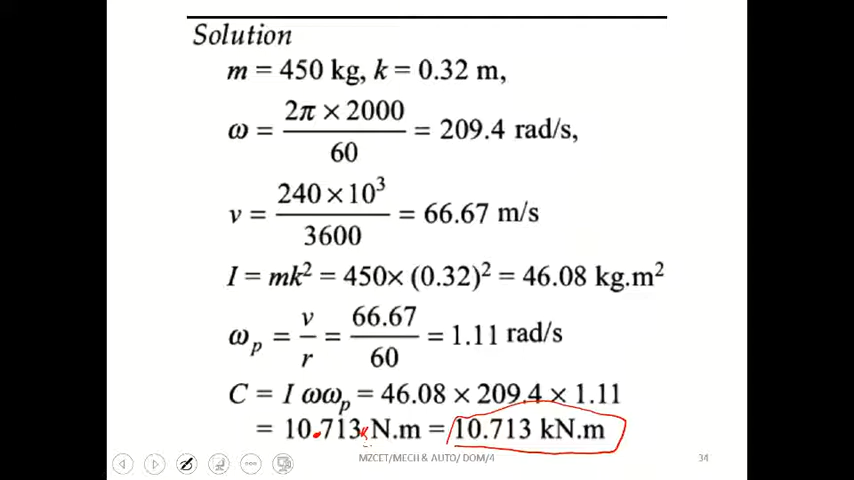 Solution
m = 450 kg, k = 0.32 m,
ω = 2π × 2000 / 60 = 209.4 rad/s,
v = 240 × 10³ / 3600 = 66.67 m/s
I = mk² = 450× (0.32)² = 46.08 kg.m²
ωₚ = v / r = 66.67 / 60 = 1.11 rad/s
C = I ωωₚ = 46.08 × 209.4 × 1.11
= 10.713 N.m = 10.713 kN.m
MZCET/MECH & AUTO/ DOM/4 34